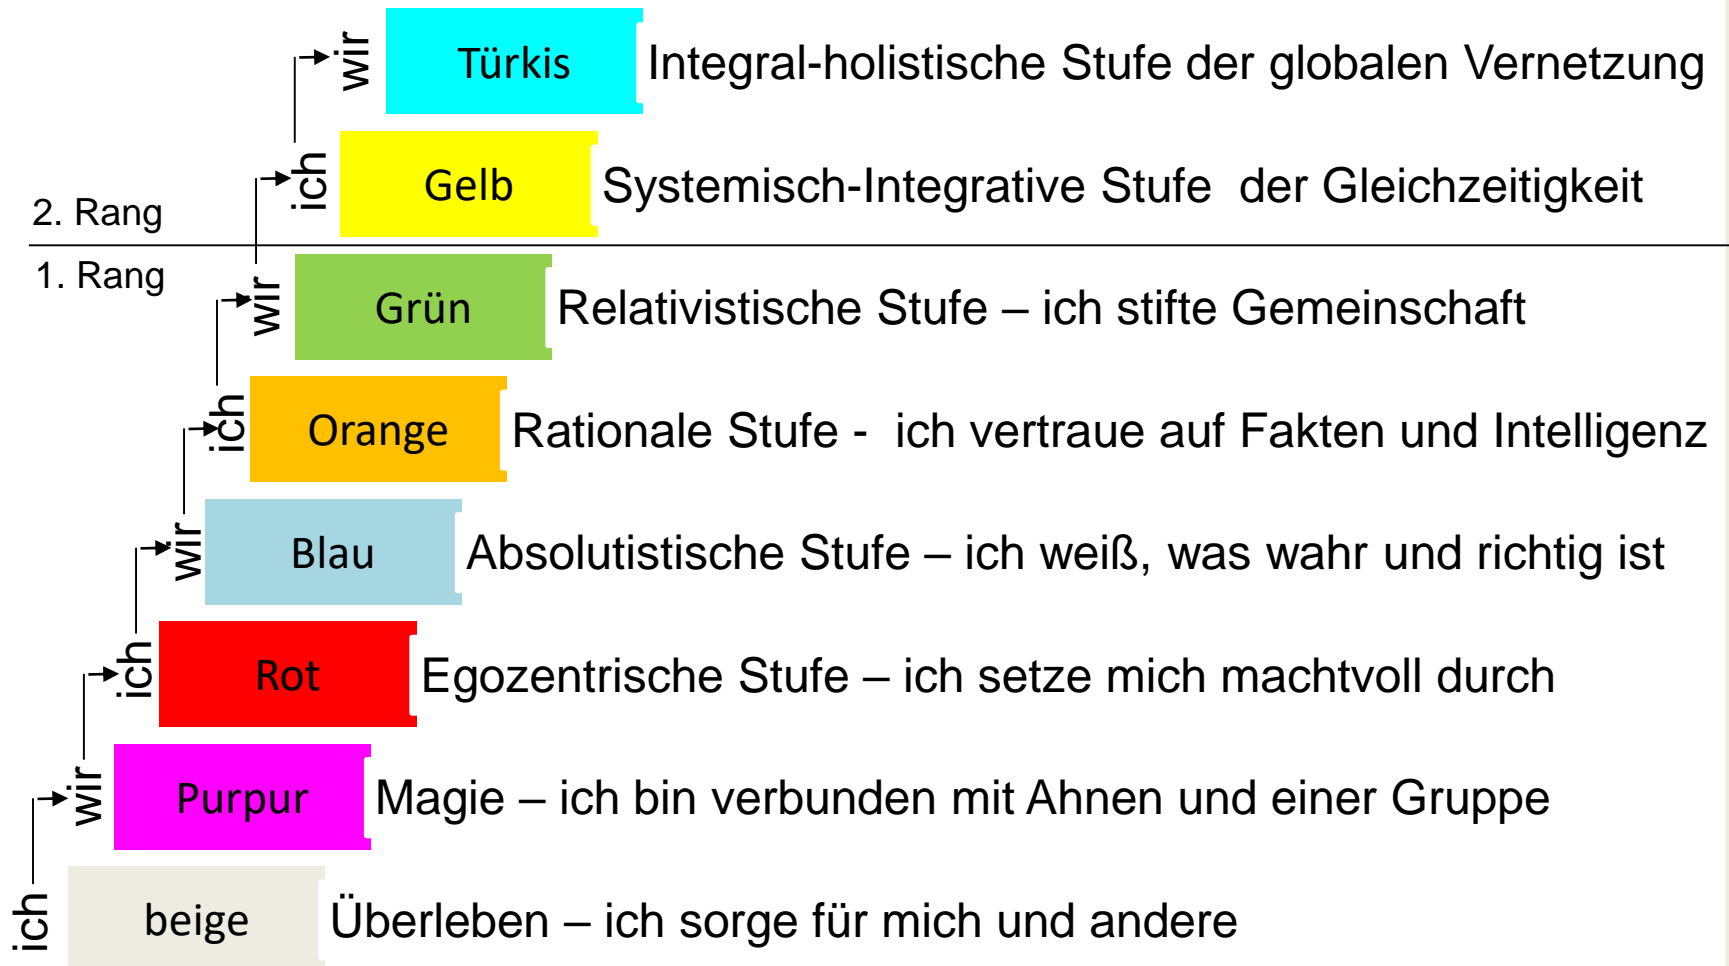 wir Türkis Integral-holistische Stufe der globalen Vernetzung
ich Gelb Systemisch-Integrative Stufe  der Gleichzeitigkeit
2. Rang
1. Rang
wir Grün Relativistische Stufe – ich stifte Gemeinschaft
ich Orange Rationale Stufe -  ich vertraue auf Fakten und Intelligenz
wir Blau Absolutistische Stufe – ich weiß, was wahr und richtig ist
ich Rot Egozentrische Stufe – ich setze mich machtvoll durch
wir Purpur Magie – ich bin verbunden mit Ahnen und einer Gruppe
ich beige Überleben – ich sorge für mich und andere